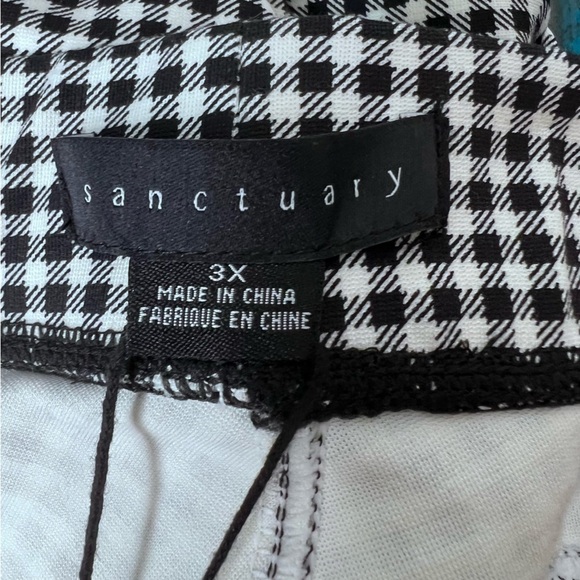 sanctuary
3X
MADE IN CHINA
FABRIQUE EN CHINE